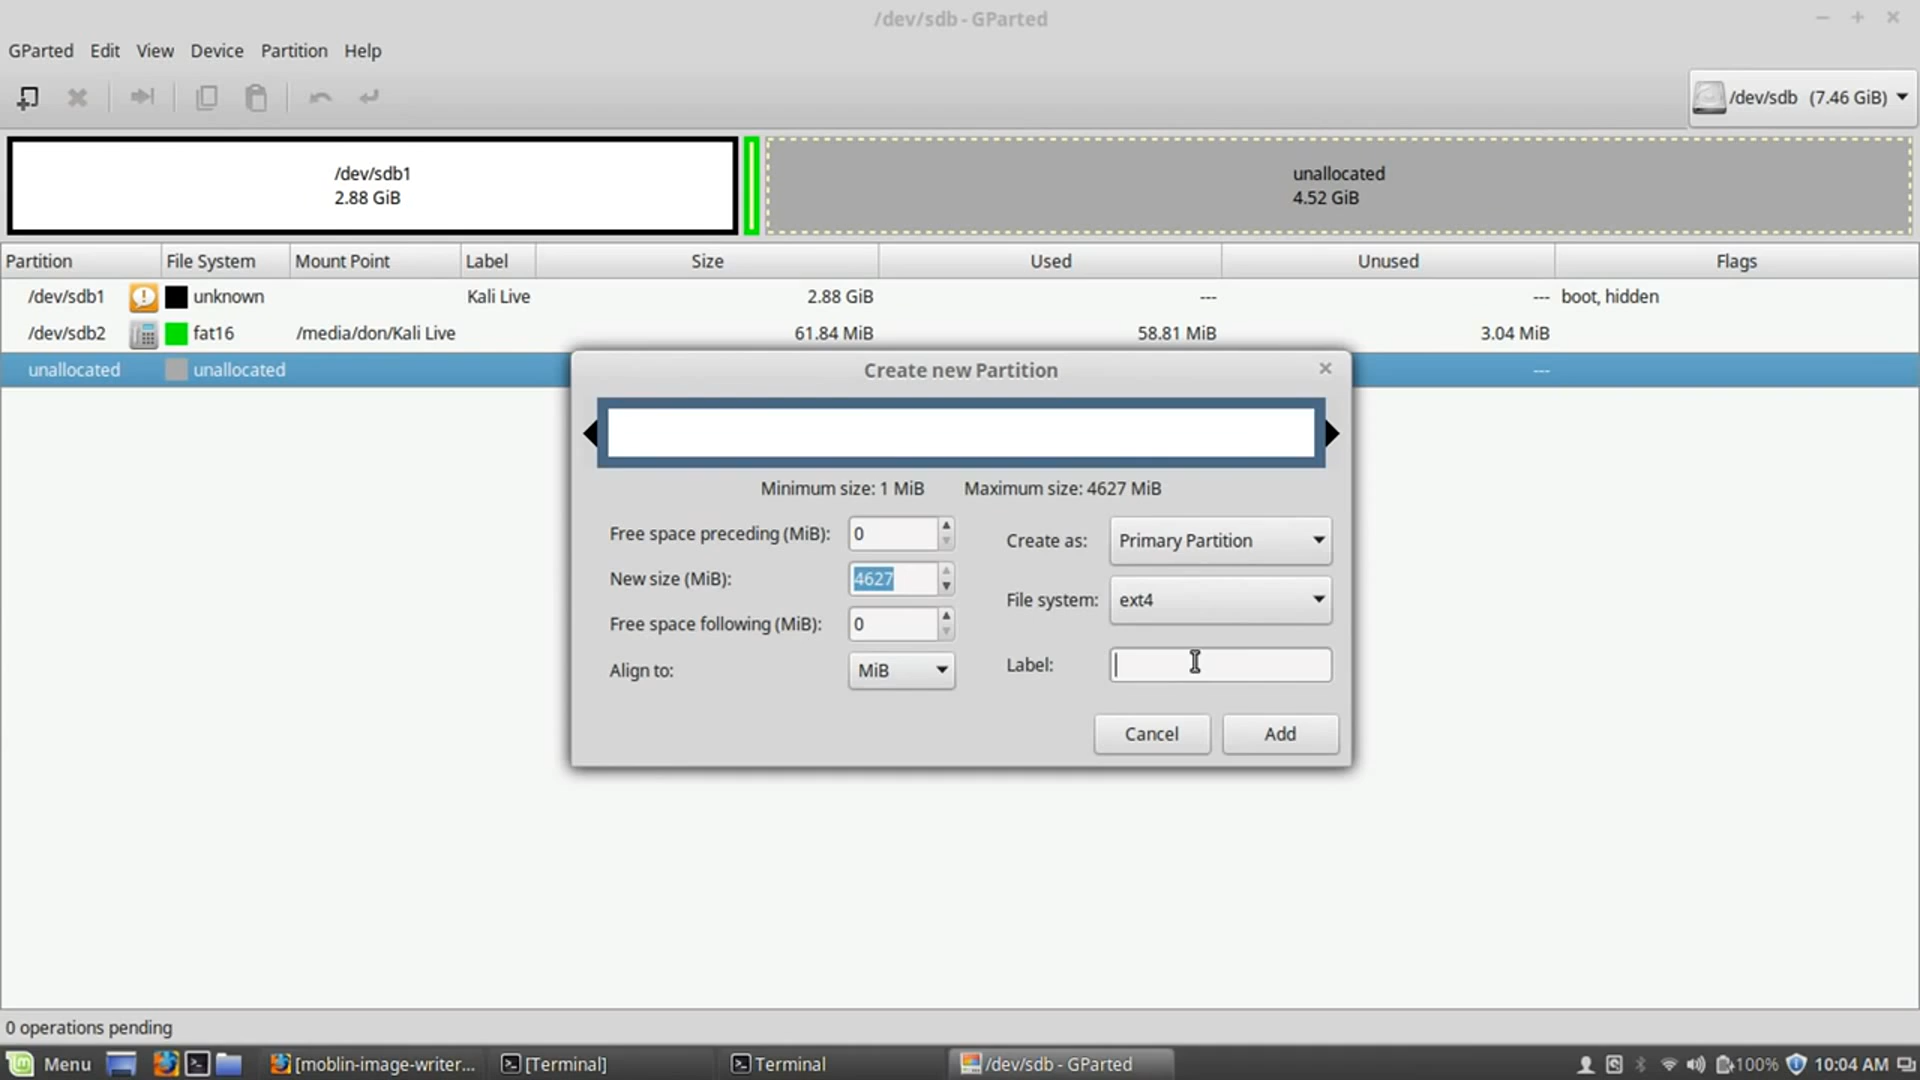 /dev/sdb - GParted
GParted Edit View Device Partition Help
/dev/sdb (7.46 GiB)
/dev/sdb1
2.88 GiB
unallocated
4.52 GiB
Partition File System Mount Point Label Size Used Unused Flags
/dev/sdb1 unknown Kali Live 2.88 GiB --- --- boot, hidden
/dev/sdb2 fat16 /media/don/Kali Live 61.84 MiB 58.81 MiB 3.04 MiB
unallocated unallocated ---
Create new Partition
Minimum size: 1 MiB Maximum size: 4627 MiB
Free space preceding (MiB): 0
Create as: Primary Partition
New size (MiB): 4627
File system: ext4
Free space following (MiB): 0
Label:
Align to: MiB
Cancel Add
0 operations pending
Menu [moblin-image-writer... [Terminal] Terminal /dev/sdb - GParted 100% 10:04 AM